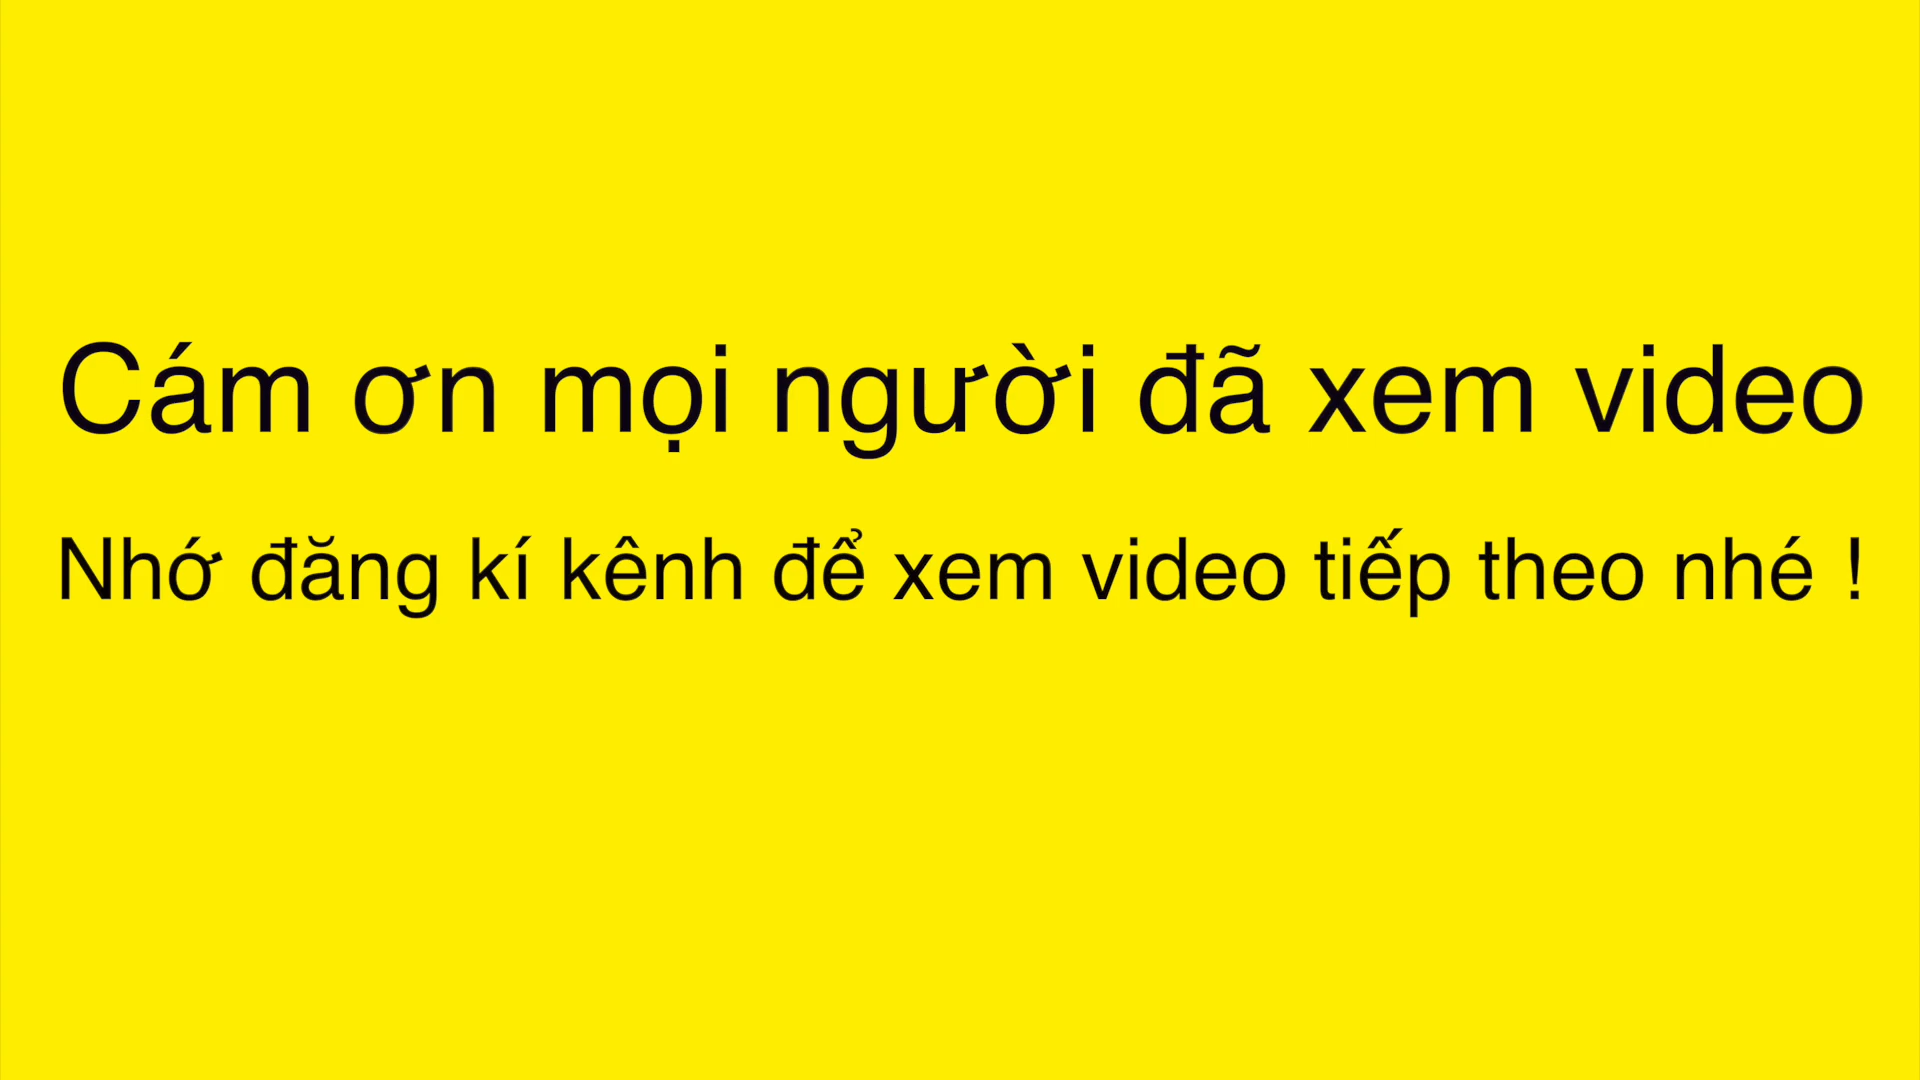 Cám ơn mọi người đã xem video
Nhớ đăng kí kênh để xem video tiếp theo nhé !